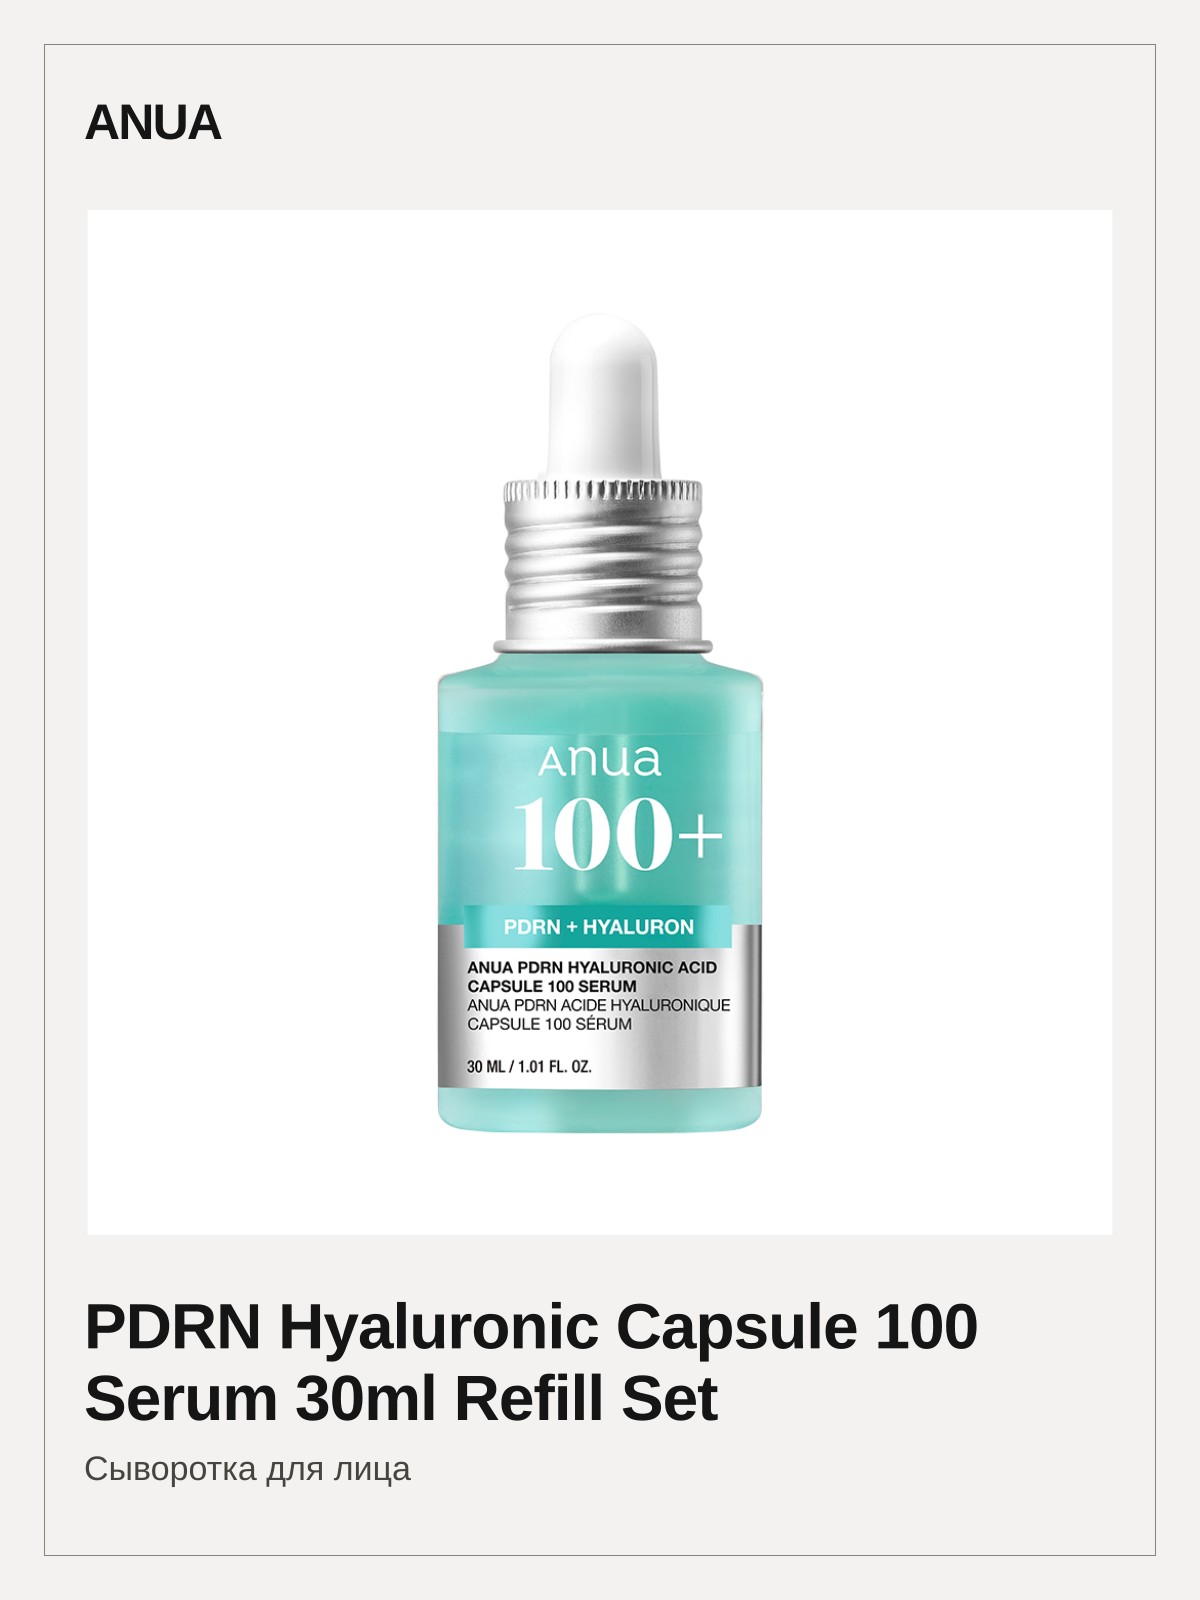 ANUA
Anua
100+
PDRN + HYALURON
ANUA PDRN HYALURONIC ACID
CAPSULE 100 SERUM
ANUA PDRN ACIDE HYALURONIQUE
CAPSULE 100 SÉRUM
30 ML / 1.01 FL. OZ.
PDRN Hyaluronic Capsule 100
Serum 30ml Refill Set
Сыворотка для лица